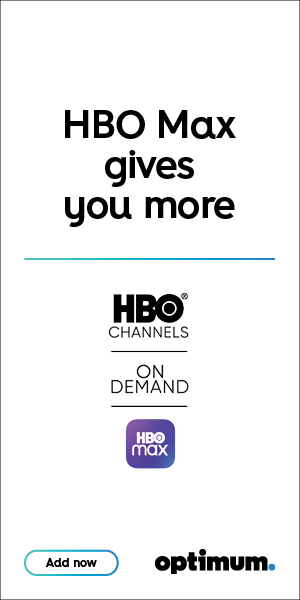 HBO Max
gives
you more
HBO®
CHANNELS
ON
DEMAND
HBO
max
Add now
optimum.